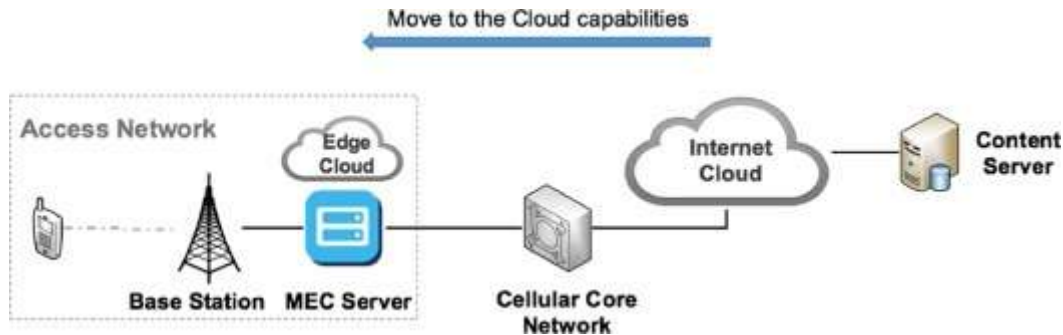 Move to the Cloud capabilities
Access Network
Edge
Cloud
Internet
Cloud
Content
Server
Base Station
MEC Server
Cellular Core
Network